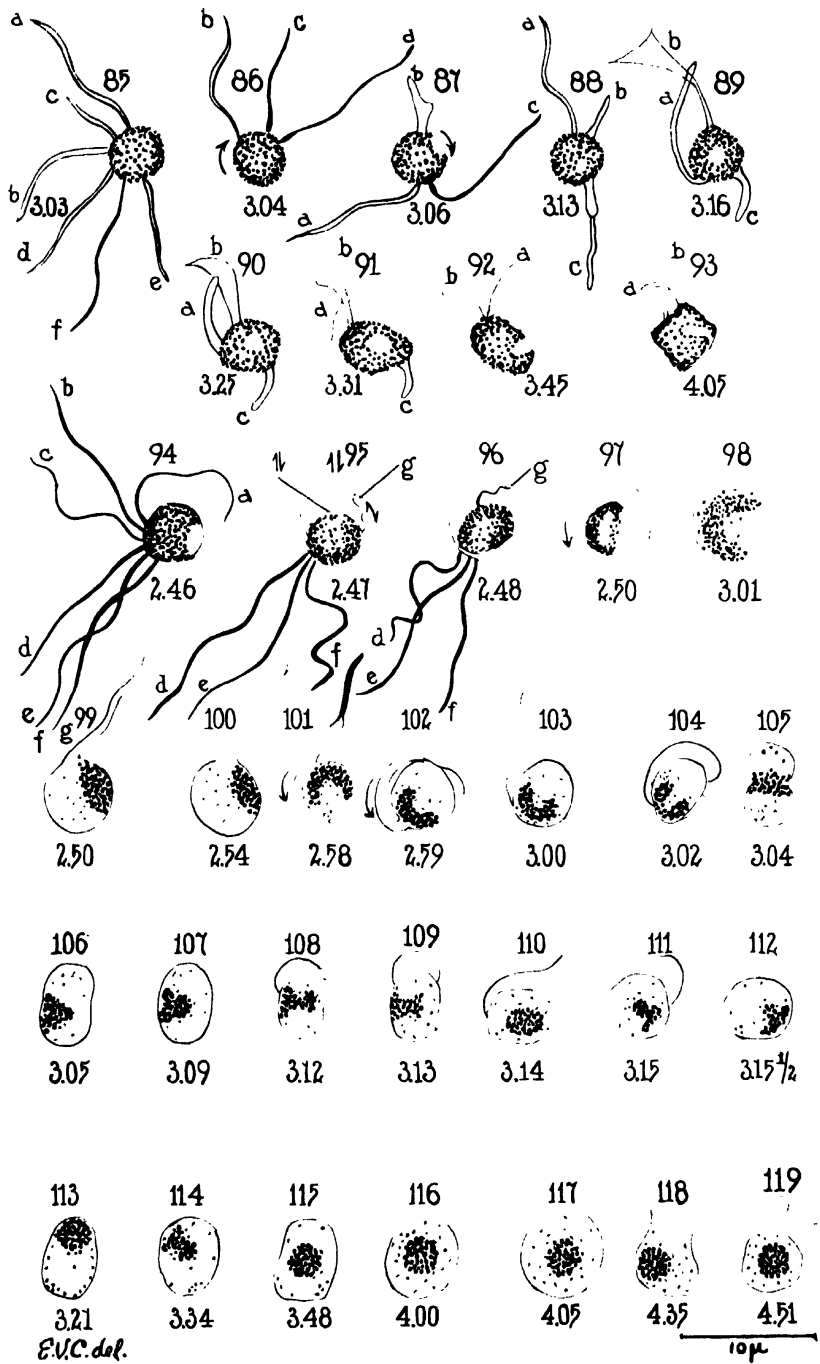 a b c a b c a b
85 86 87 88 89
c b a b a
b 3.03 3.04 3.06 c 3.13 3.16 c
d a
e c
f
b 90 b 91 b 92 a b 93
a a a
3.25 3.31 3.45 4.05
c c
b
c 94 95 g 96 g 97 98
a
2.46 2.47 2.48 2.50 3.01
d d
d e f e f
e f g 99 100 101 102 103 104 105
2.50 2.54 2.58 2.59 3.00 3.02 3.04
106 107 108 109 110 111 112
3.05 3.09 3.12 3.13 3.14 3.15 3.15 1/2
113 114 115 116 117 118 119
3.21 3.34 3.48 4.00 4.05 4.35 4.51
E.V.C. del. 10 µ